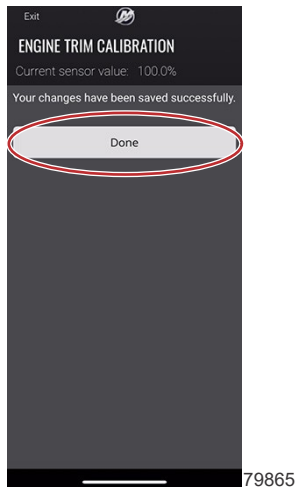 Exit
ENGINE TRIM CALIBRATION
Current sensor value: 100.0%
Your changes have been saved successfully.
Done
79865